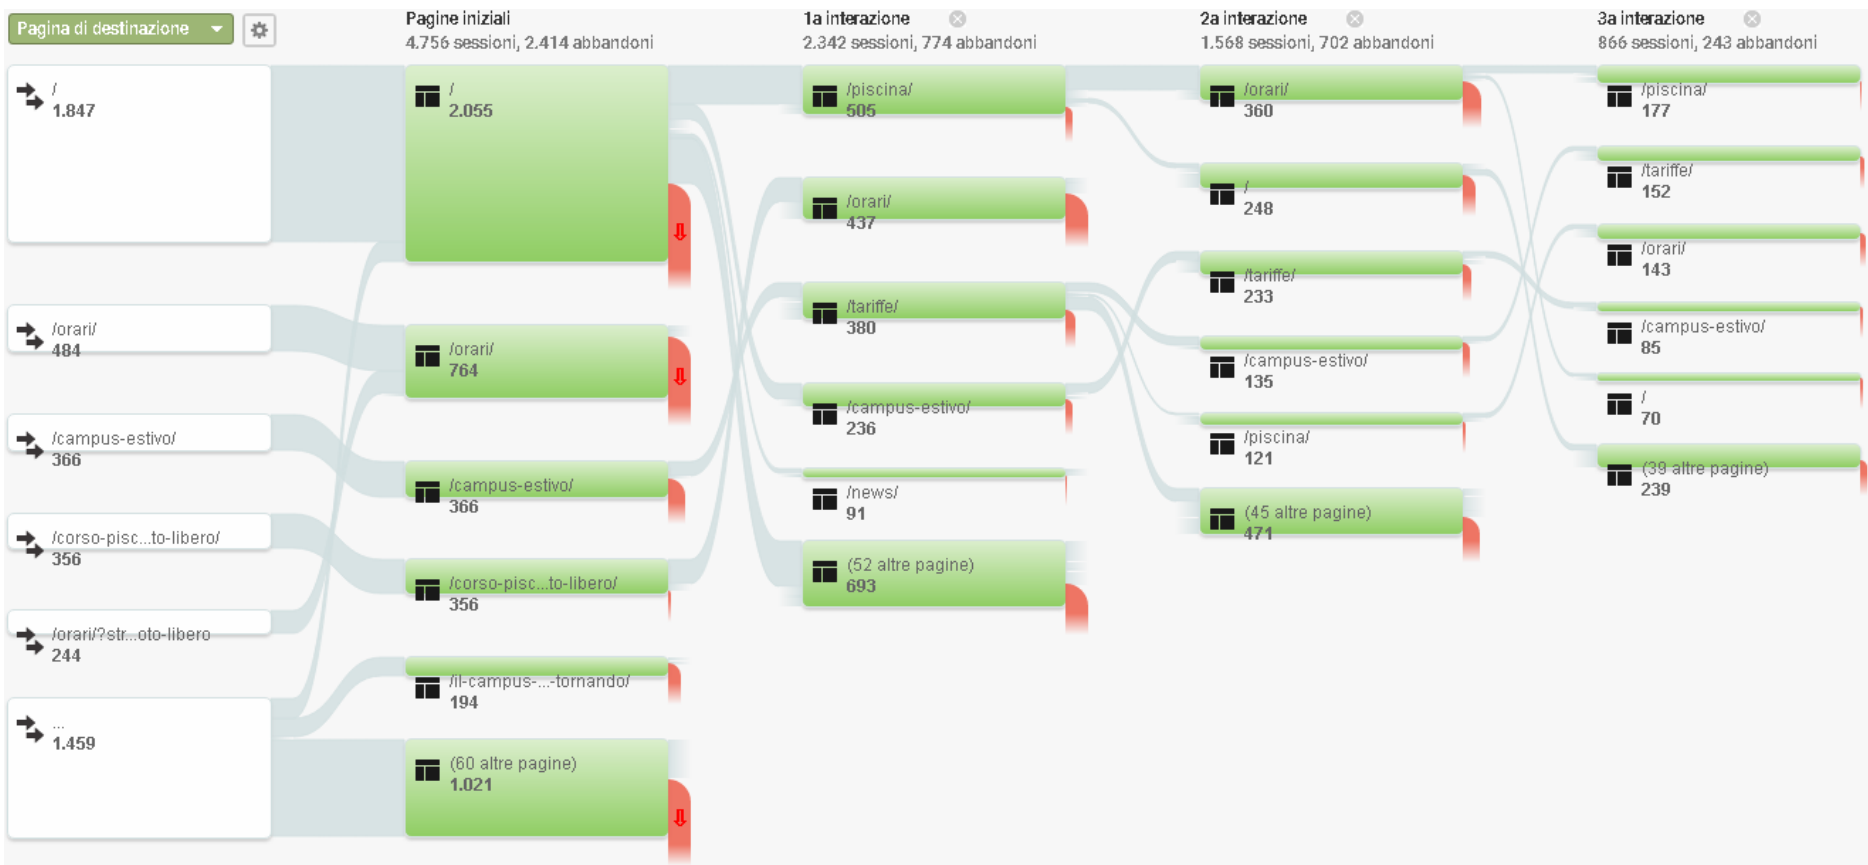 Pagina di destinazione
/
1.847
/orari/
484
/campus-estivo/
366
/corso-pisc...to-libero/
356
/orari/?str...oto-libero
244
...
1.459
Pagine iniziali
4.756 sessioni, 2.414 abbandoni
/
2.055
/orari/
764
/campus-estivo/
366
/corso-pisc...to-libero/
356
/il-campus-...-tornando/
194
(60 altre pagine)
1.021
1a interazione
2.342 sessioni, 774 abbandoni
/piscina/
505
/orari/
437
/tariffe/
380
/campus-estivo/
236
/news/
91
(52 altre pagine)
693
2a interazione
1.568 sessioni, 702 abbandoni
/orari/
360
/
248
/tariffe/
233
/campus-estivo/
135
/piscina/
121
(45 altre pagine)
471
3a interazione
866 sessioni, 243 abbandoni
/piscina/
177
/tariffe/
152
/orari/
143
/campus-estivo/
85
/
70
(39 altre pagine)
239